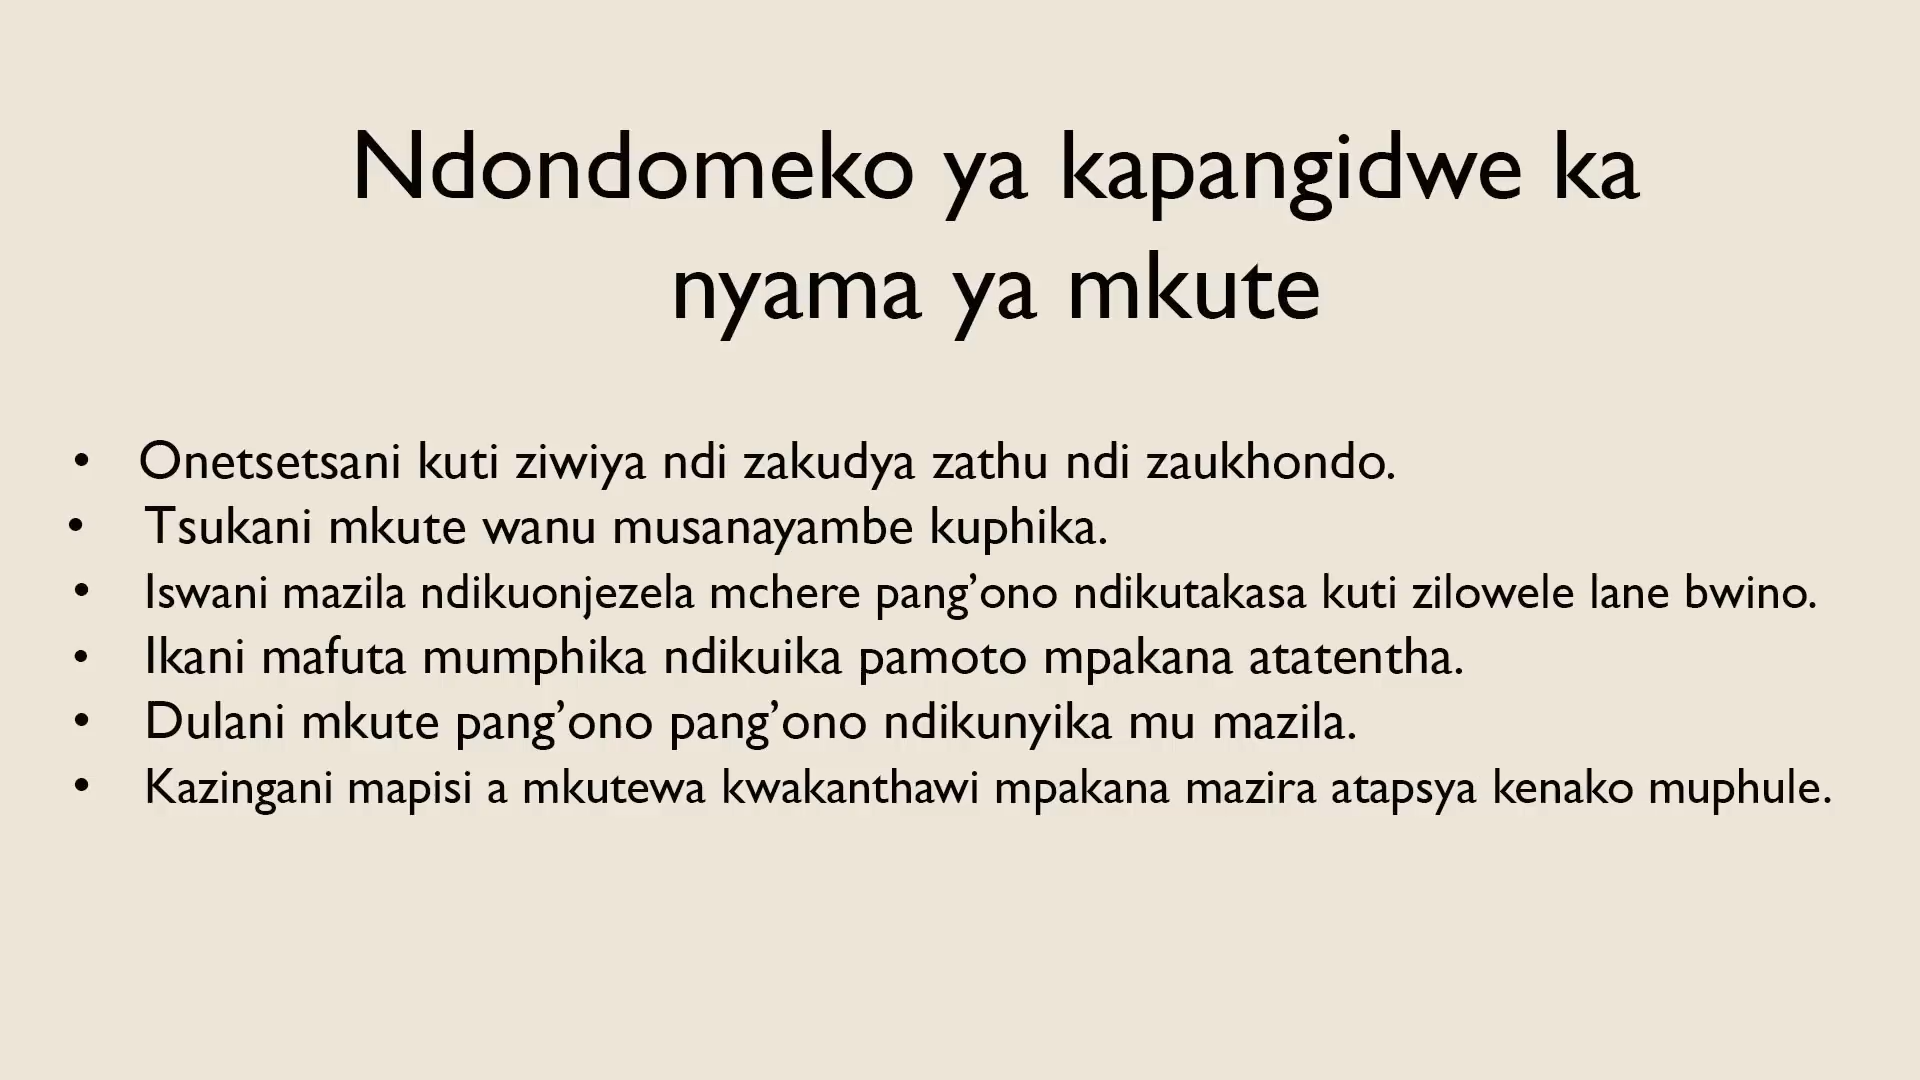 Ndondomeko ya kapangidwe ka
nyama ya mkute
• Onetsetsani kuti ziwiya ndi zakudya zathu ndi zaukhondo.
• Tsukani mkute wanu musanayambe kuphika.
• Iswani mazila ndikuonjezela mchere pang’ono ndikutakasa kuti zilowele lane bwino.
• Ikani mafuta mumphika ndikuika pamoto mpakana atatentha.
• Dulani mkute pang’ono pang’ono ndikunyika mu mazila.
• Kazingani mapisi a mkutewa kwakanthawi mpakana mazira atapsya kenako muphule.